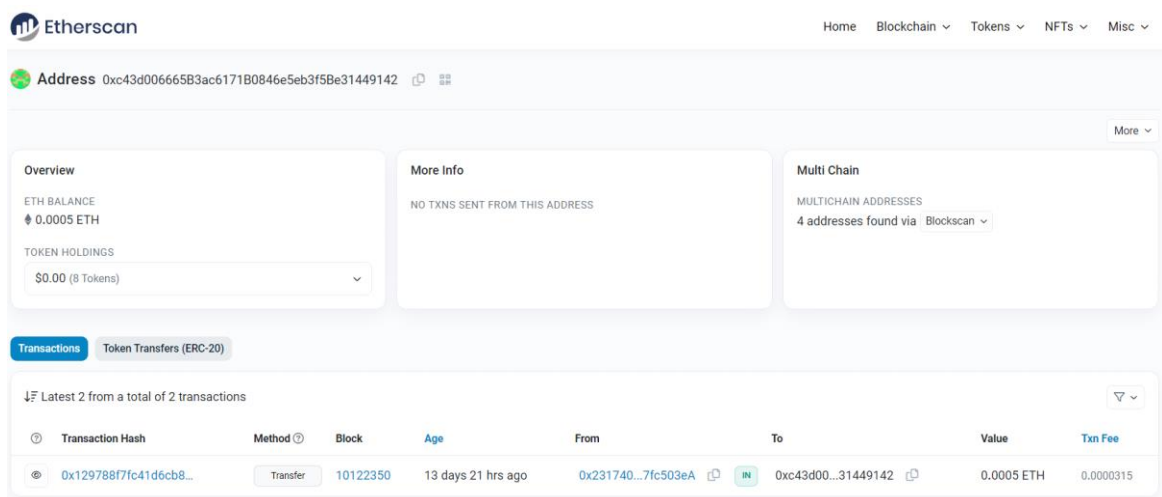 Etherscan
Home Blockchain Tokens NFTs Misc
Address 0xc43d006665B3ac6171B0846e5eb3f5Be31449142
More
Overview
ETH BALANCE
0.0005 ETH
TOKEN HOLDINGS
$0.00 (8 Tokens)
More Info
NO TXNS SENT FROM THIS ADDRESS
Multi Chain
MULTICHAIN ADDRESSES
4 addresses found via Blockscan
Transactions Token Transfers (ERC-20)
Latest 2 from a total of 2 transactions
Transaction Hash Method Block Age From To Value Txn Fee
0x129788f7fc41d6cb8... Transfer 10122350 13 days 21 hrs ago 0x231740...7fc503eA IN 0xc43d00...31449142 0.0005 ETH 0.0000315